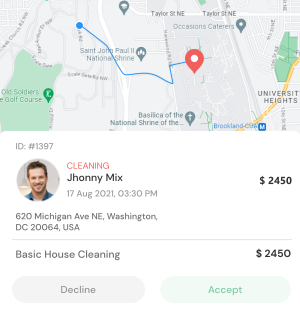 Taylor St NE
Taylor St NE
Occasions Caterers
Saint John Paul II
National Shrine
Old Soldiers'
e Golf Course
UNIVERSITY
HEIGHTS
Basilica of the
National Shrine of the...
Brookland-CUA
M
ID: #1397
CLEANING
Jhonny Mix
$ 2450
17 Aug 2021, 03:30 PM
620 Michigan Ave NE, Washington,
DC 20064, USA
Basic House Cleaning
$ 2450
Decline
Accept